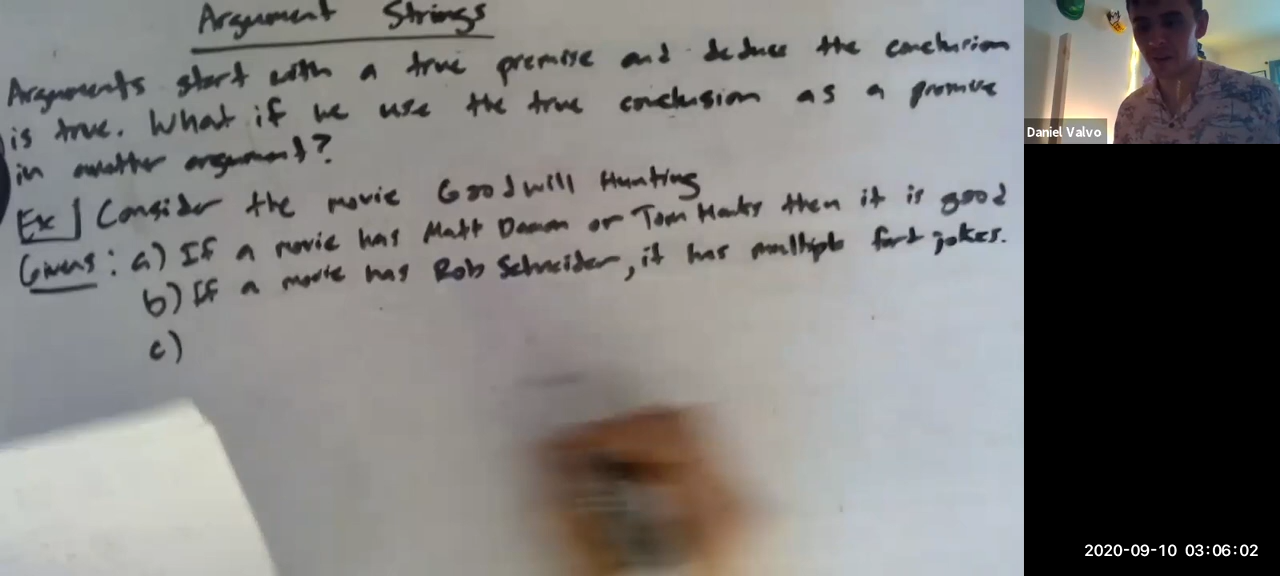 Argument Strings
Arguments start with a true premise and deduce the conclusion
is true. What if we use the true conclusion as a premise
in another argument?
Ex] Consider the movie Good will Hunting
Givens: a) If a movie has Matt Damon or Tom Hanks then it is good
b) If a movie has Rob Schneider, it has multiple fart jokes.
c)
Daniel Valvo
2020-09-10 03:06:02